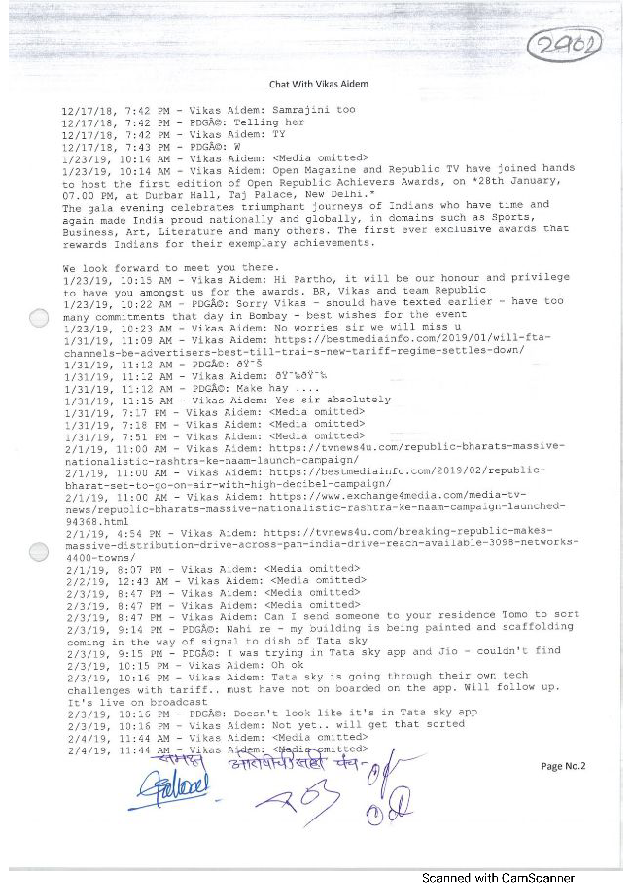 2902
Chat With Vikas Aidem
12/17/18, 7:42 PM - Vikas Aidem: Samrajini too
12/17/18, 7:42 PM - PDGÂ©: Telling her
12/17/18, 7:42 PM - Vikas Aidem: TY
12/17/18, 7:43 PM - PDGÂ©: W
1/23/19, 10:14 AM - Vikas Aidem: <Media omitted>
1/23/19, 10:14 AM - Vikas Aidem: Open Magazine and Republic TV have joined hands
to host the first edition of Open Republic Achievers Awards, on *28th January,
07.00 PM, at Durbar Hall, Taj Palace, New Delhi.*
The gala evening celebrates triumphant journeys of Indians who have time and
again made India proud nationally and globally, in domains such as Sports,
Business, Art, Literature and many others. The first ever exclusive awards that
rewards Indians for their exemplary achievements.
We look forward to meet you there.
1/23/19, 10:15 AM - Vikas Aidem: Hi Partho, it will be our honour and privilege
to have you amongst us for the awards. BR, Vikas and team Republic
1/23/19, 10:22 AM - PDGÂ©: Sorry Vikas - should have texted earlier - have too
many commitments that day in Bombay - best wishes for the event
1/23/19, 10:23 AM - Vikas Aidem: No worries sir we will miss u
1/31/19, 11:09 AM - Vikas Aidem: https://bestmediainfo.com/2019/01/will-fta-
channels-be-advertisers-best-till-trai-s-new-tariff-regime-settles-down/
1/31/19, 11:12 AM - PDGÂ©: ðŸ˜Š
1/31/19, 11:12 AM - Vikas Aidem: ðŸ˜‰ðŸ˜‰
1/31/19, 11:12 AM - PDGÂ©: Make hay ....
1/31/19, 11:15 AM - Vikas Aidem: Yes sir absolutely
1/31/19, 7:17 PM - Vikas Aidem: <Media omitted>
1/31/19, 7:18 PM - Vikas Aidem: <Media omitted>
1/31/19, 7:51 PM - Vikas Aidem: <Media omitted>
2/1/19, 11:00 AM - Vikas Aidem: https://tvnews4u.com/republic-bharats-massive-
nationalistic-rashtra-ke-naam-launch-campaign/
2/1/19, 11:00 AM - Vikas Aidem: https://bestmediainfo.com/2019/02/republic-
bharat-set-to-go-on-air-with-high-decibel-campaign/
2/1/19, 11:00 AM - Vikas Aidem: https://www.exchange4media.com/media-tv-
news/republic-bharats-massive-nationalistic-rashtra-ke-naam-campaign-launched-
94368.html
2/1/19, 4:54 PM - Vikas Aidem: https://tvnews4u.com/breaking-republic-makes-
massive-distribution-drive-across-pan-india-drive-reach-available-3098-networks-
4400-towns/
2/1/19, 8:07 PM - Vikas Aidem: <Media omitted>
2/2/19, 12:43 AM - Vikas Aidem: <Media omitted>
2/3/19, 8:47 PM - Vikas Aidem: <Media omitted>
2/3/19, 8:47 PM - Vikas Aidem: <Media omitted>
2/3/19, 8:47 PM - Vikas Aidem: Can I send someone to your residence Tomo to sort
2/3/19, 9:14 PM - PDGÂ©: Nahi re - my building is being painted and scaffolding
coming in the way of signal to dish of Tata sky
2/3/19, 9:15 PM - PDGÂ©: I was trying in Tata sky app and Jio - couldn't find
2/3/19, 10:15 PM - Vikas Aidem: Oh ok
2/3/19, 10:16 PM - Vikas Aidem: Tata sky is going through their own tech
challenges with tariff.. must have not on boarded on the app. Will follow up.
It's live on broadcast
2/3/19, 10:16 PM - PDGÂ©: Doesn't look like it's in Tata sky app
2/3/19, 10:16 PM - Vikas Aidem: Not yet.. will get that sorted
2/4/19, 11:44 AM - Vikas Aidem: <Media omitted>
2/4/19, 11:44 AM - Vikas Aidem: <Media omitted>
समक्ष आरोपीची सही पंच-
Page No.2
Scanned with CamScanner